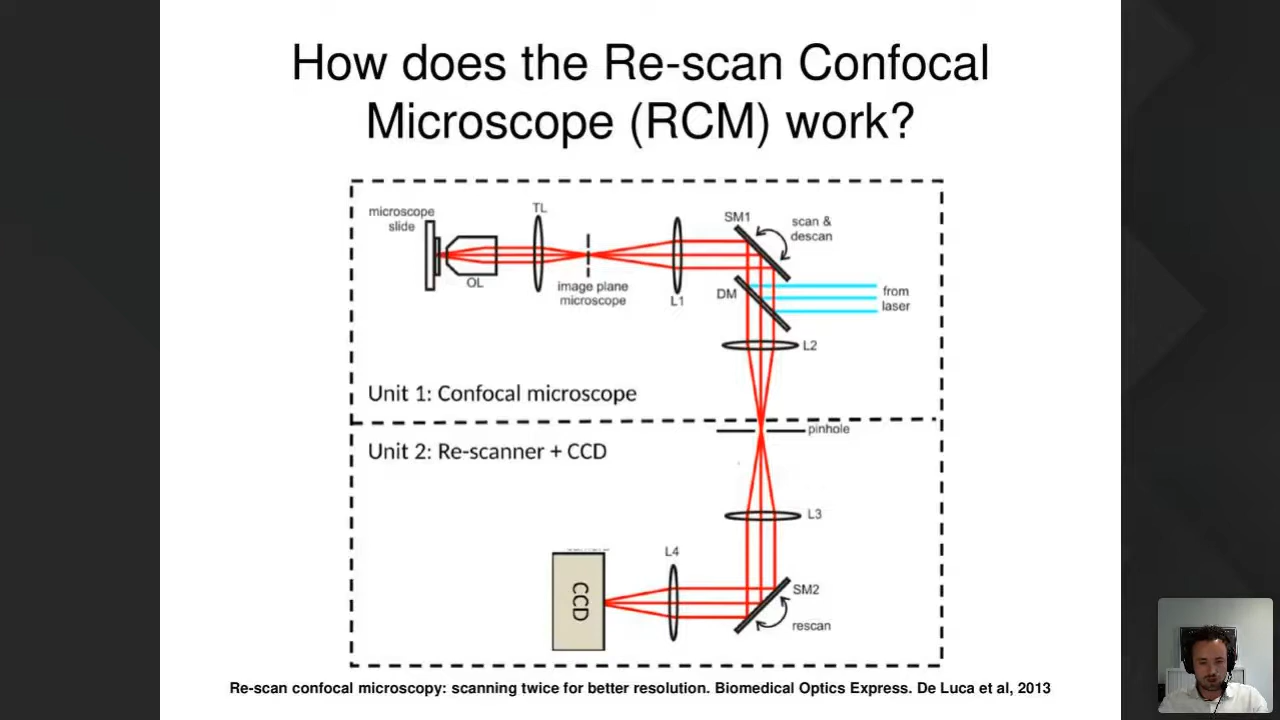 How does the Re-scan Confocal
Microscope (RCM) work?
microscope
slide
TL
OL
image plane
microscope
L1
SM1
scan &
descan
DM
from
laser
L2
Unit 1: Confocal microscope
pinhole
Unit 2: Re-scanner + CCD
L3
L4
CCD
SM2
rescan
Re-scan confocal microscopy: scanning twice for better resolution. Biomedical Optics Express. De Luca et al, 2013